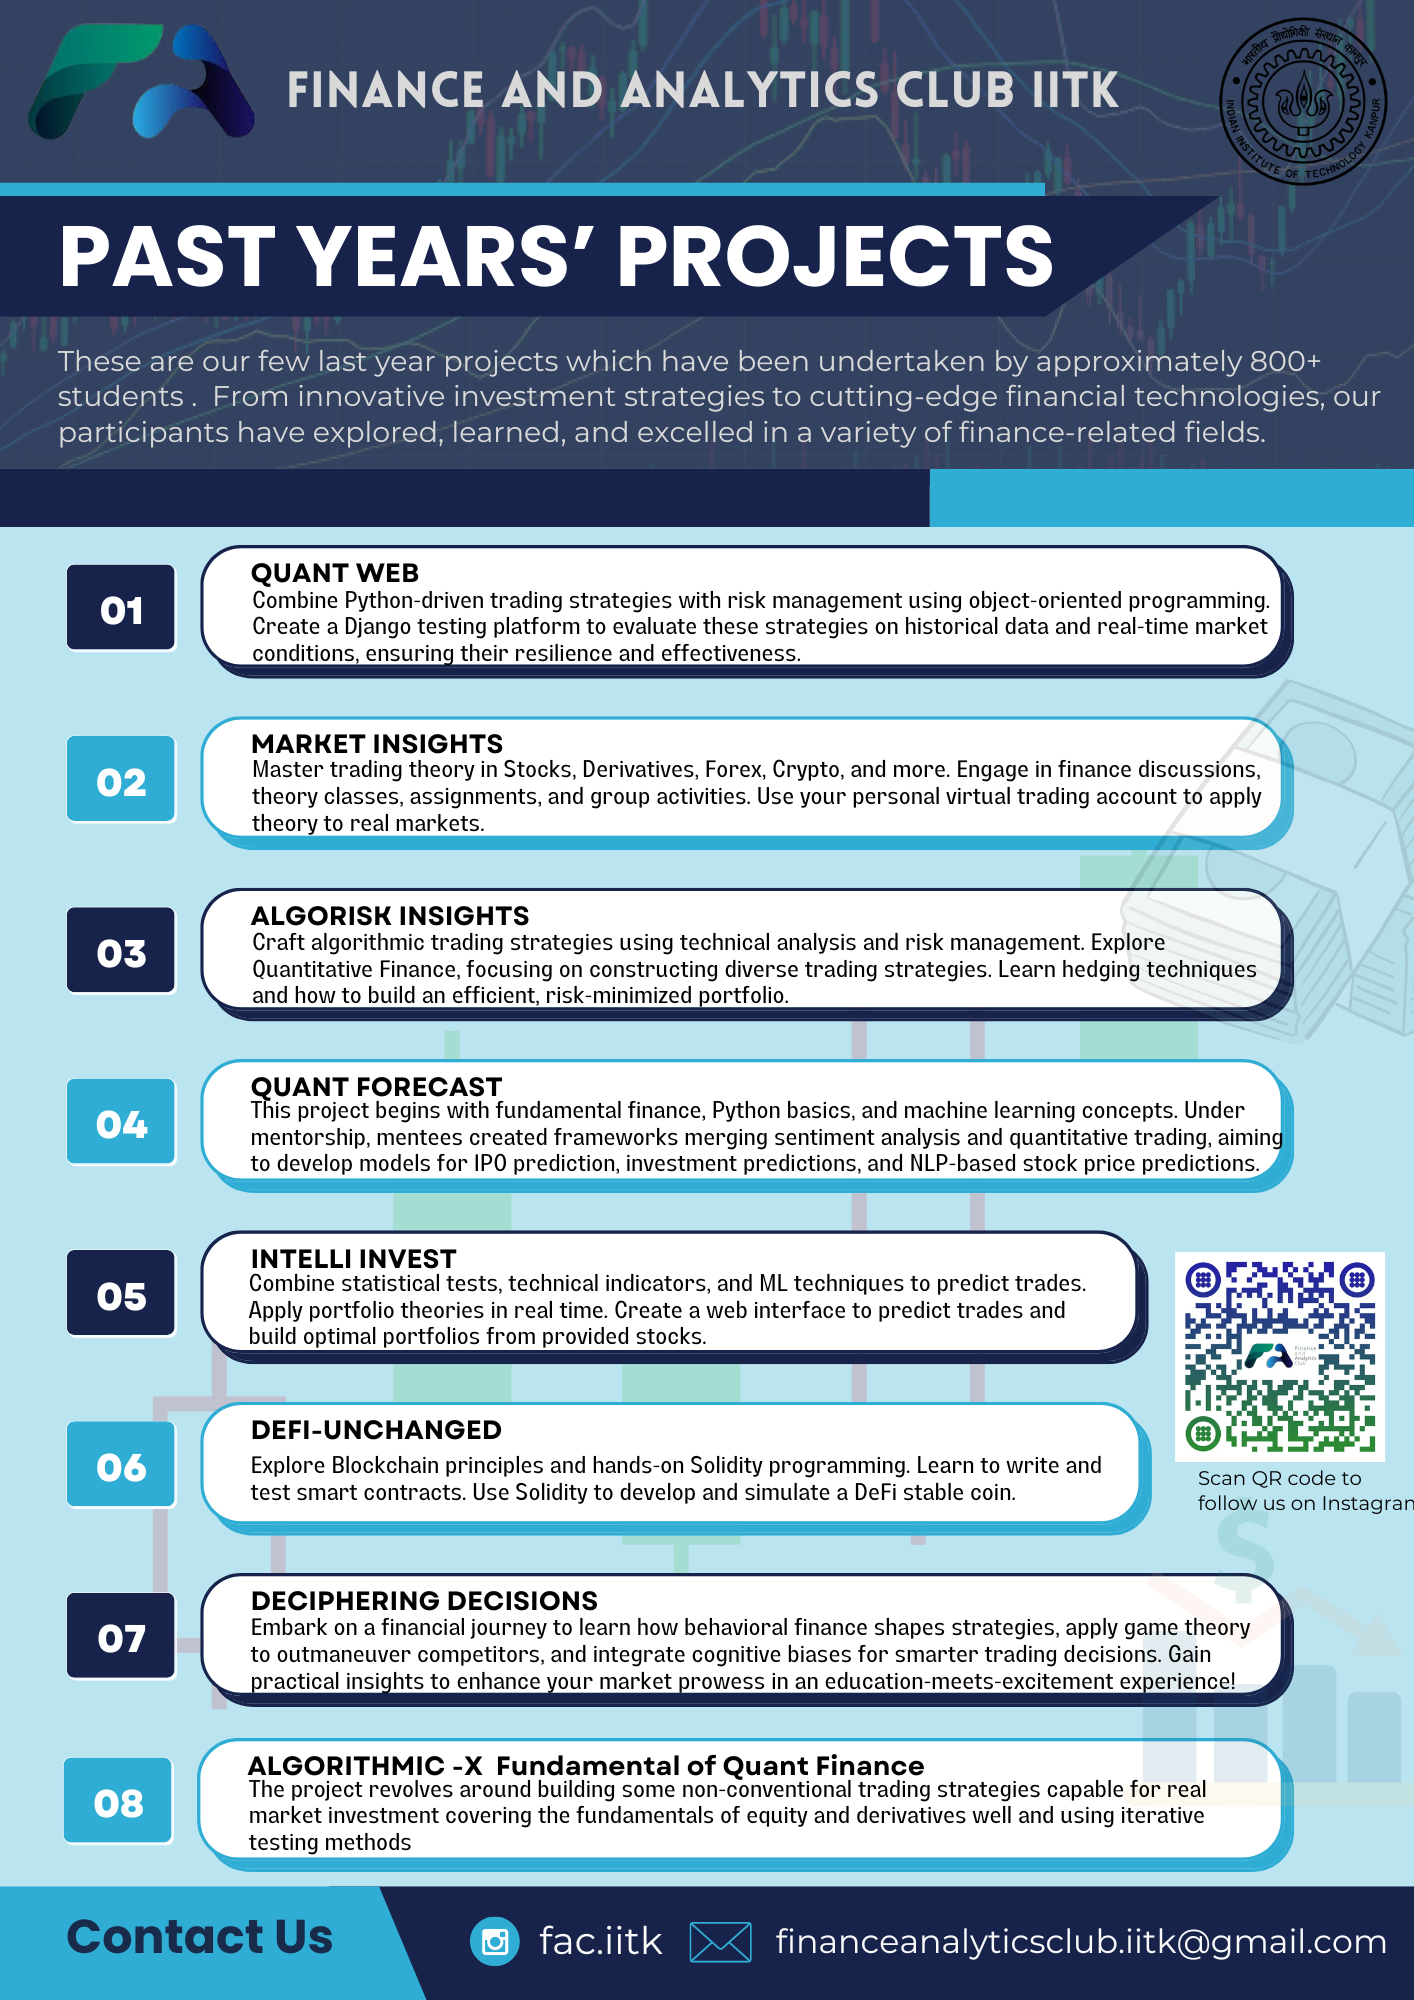 FINANCE AND ANALYTICS CLUB IITK
भारतीय प्रौद्योगिकी संस्थान कानपुर
INDIAN INSTITUTE OF TECHNOLOGY KANPUR
PAST YEARS’ PROJECTS
These are our few last year projects which have been undertaken by approximately 800+
students .  From innovative investment strategies to cutting-edge financial technologies, our
participants have explored, learned, and excelled in a variety of finance-related fields.
01
QUANT WEB
Combine Python-driven trading strategies with risk management using object-oriented programming.
Create a Django testing platform to evaluate these strategies on historical data and real-time market
conditions, ensuring their resilience and effectiveness.
02
MARKET INSIGHTS
Master trading theory in Stocks, Derivatives, Forex, Crypto, and more. Engage in finance discussions,
theory classes, assignments, and group activities. Use your personal virtual trading account to apply
theory to real markets.
03
ALGORISK INSIGHTS
Craft algorithmic trading strategies using technical analysis and risk management. Explore
Quantitative Finance, focusing on constructing diverse trading strategies. Learn hedging techniques
and how to build an efficient, risk-minimized portfolio.
04
QUANT FORECAST
This project begins with fundamental finance, Python basics, and machine learning concepts. Under
mentorship, mentees created frameworks merging sentiment analysis and quantitative trading, aiming
to develop models for IPO prediction, investment predictions, and NLP-based stock price predictions.
05
INTELLI INVEST
Combine statistical tests, technical indicators, and ML techniques to predict trades.
Apply portfolio theories in real time. Create a web interface to predict trades and
build optimal portfolios from provided stocks.
Finance
and
Analytics
Club
Scan QR code to
follow us on Instagram
06
DEFI-UNCHANGED
Explore Blockchain principles and hands-on Solidity programming. Learn to write and
test smart contracts. Use Solidity to develop and simulate a DeFi stable coin.
$
07
DECIPHERING DECISIONS
Embark on a financial journey to learn how behavioral finance shapes strategies, apply game theory
to outmaneuver competitors, and integrate cognitive biases for smarter trading decisions. Gain
practical insights to enhance your market prowess in an education-meets-excitement experience!
08
ALGORITHMIC -X  Fundamental of Quant Finance
The project revolves around building some non-conventional trading strategies capable for real
market investment covering the fundamentals of equity and derivatives well and using iterative
testing methods
Contact Us
fac.iitk
financeanalyticsclub.iitk@gmail.com